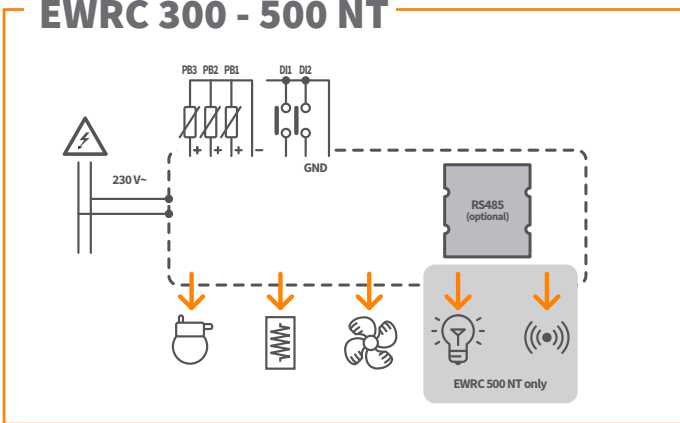 EWRC 300 - 500 NT
PB3 PB2 PB1 DI1 DI2
+ + + −
GND
230 V~
RS485
(optional)
EWRC 500 NT only